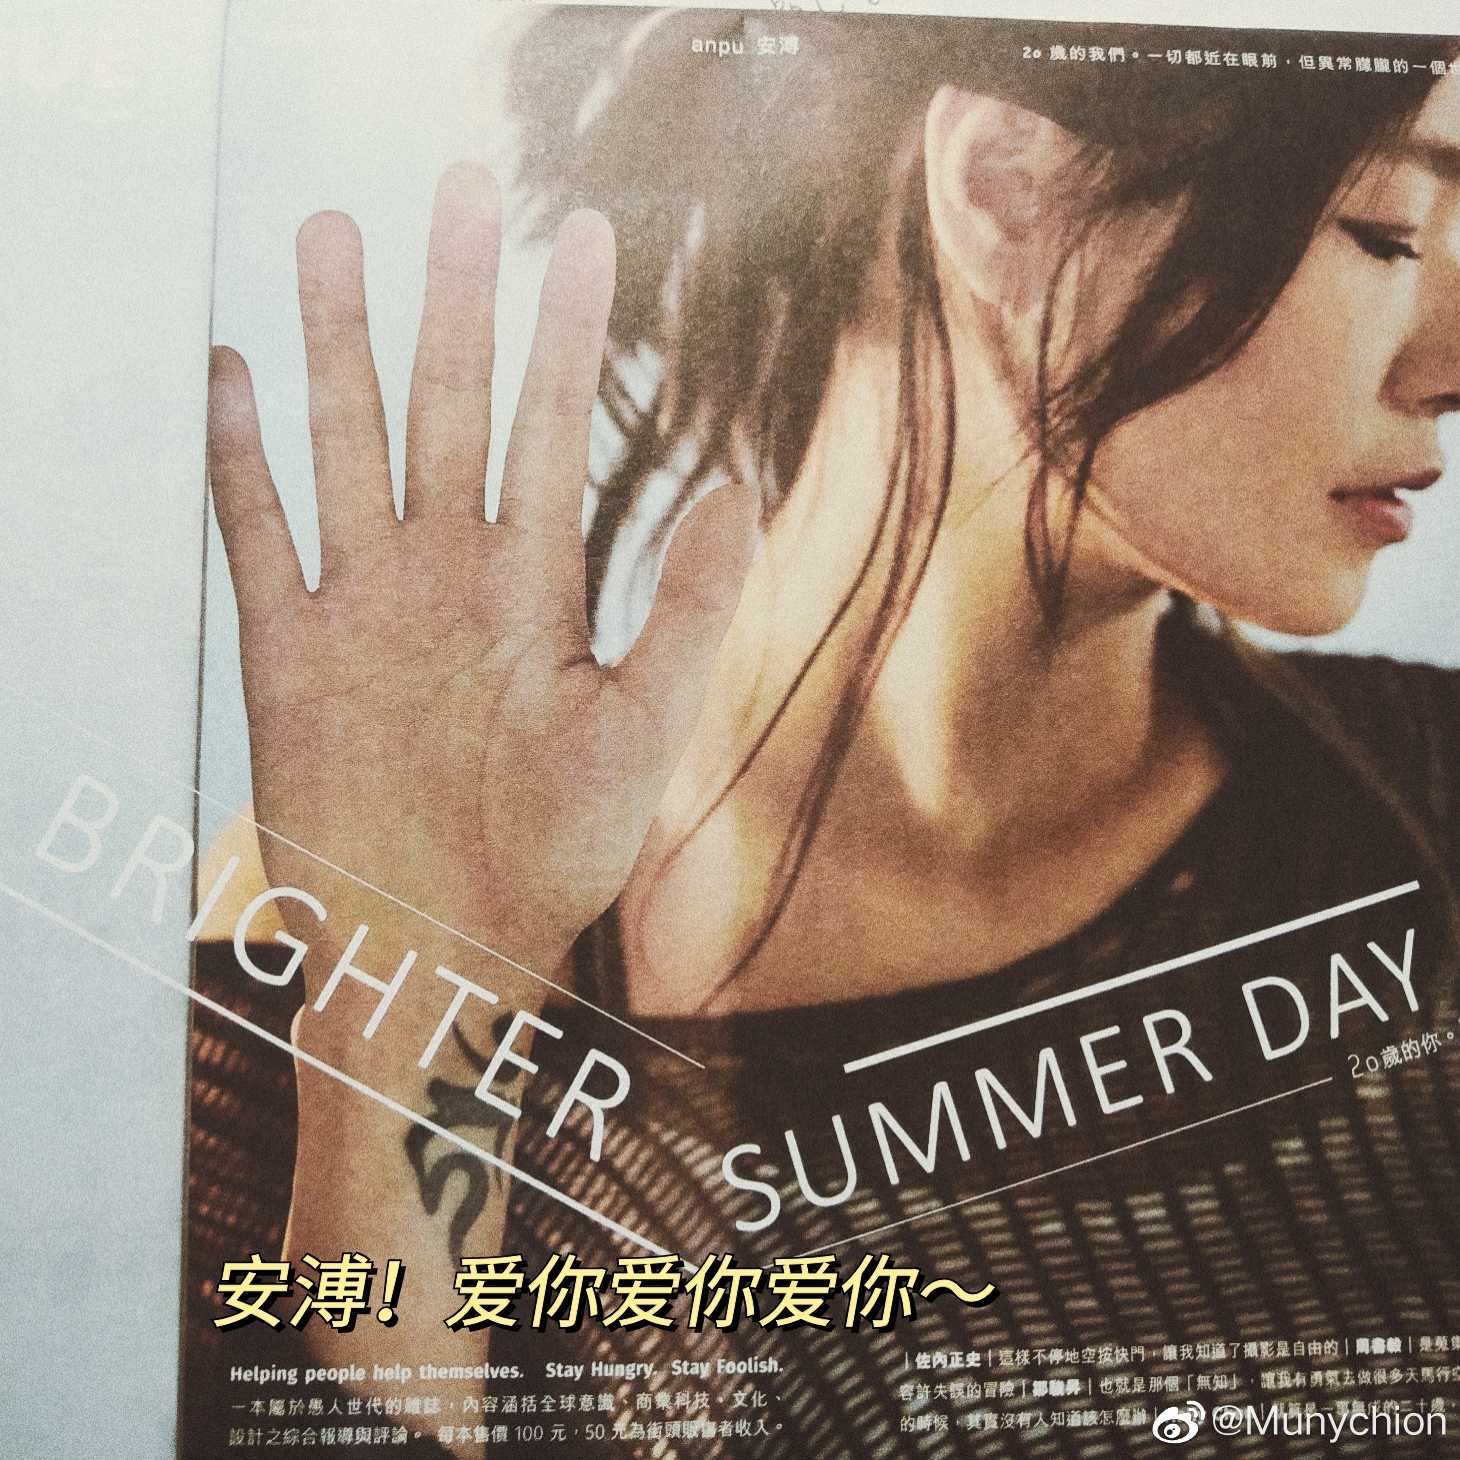 anpu 安溥
20 歲的我們。一切都近在眼前，但異常朦朧的一個
BRIGHTER
SUMMER DAY
20歲的你。
安溥！爱你爱你爱你～
Helping people help themselves. Stay Hungry. Stay Foolish.
一本屬於愚人世代的雜誌，內容涵括全球意識、商業科技、文化、
設計之綜合報導與評論。 每本售價 100 元，50 元為街頭販售者收入。
｜佐內正史｜這樣不停地空按快門，讓我知道了攝影是自由的｜
容許失誤的冒險｜
｜也就是那個「無知」，讓我有勇氣去做很多天馬行空
的時候，其實沒有人知道該怎麼辦
@Munychion